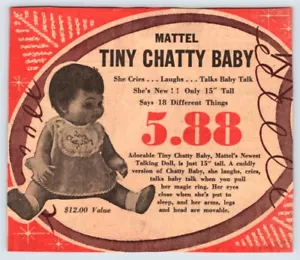 MATTEL
TINY CHATTY BABY
She Cries . . . Laughs . . . Talks Baby Talk
She's New ! ! Only 15" Tall
Says 18 Different Things
5.88
Adorable Tiny Chatty Baby, Mattel's Newest
Talking Doll, is just 15" tall. A cuddly
version of Chatty Baby, she laughs, cries,
talks baby talk when you pull
her magic ring. Her eyes
close when she's put to
sleep, and her arms, legs
and head are movable.
$12.00 Value